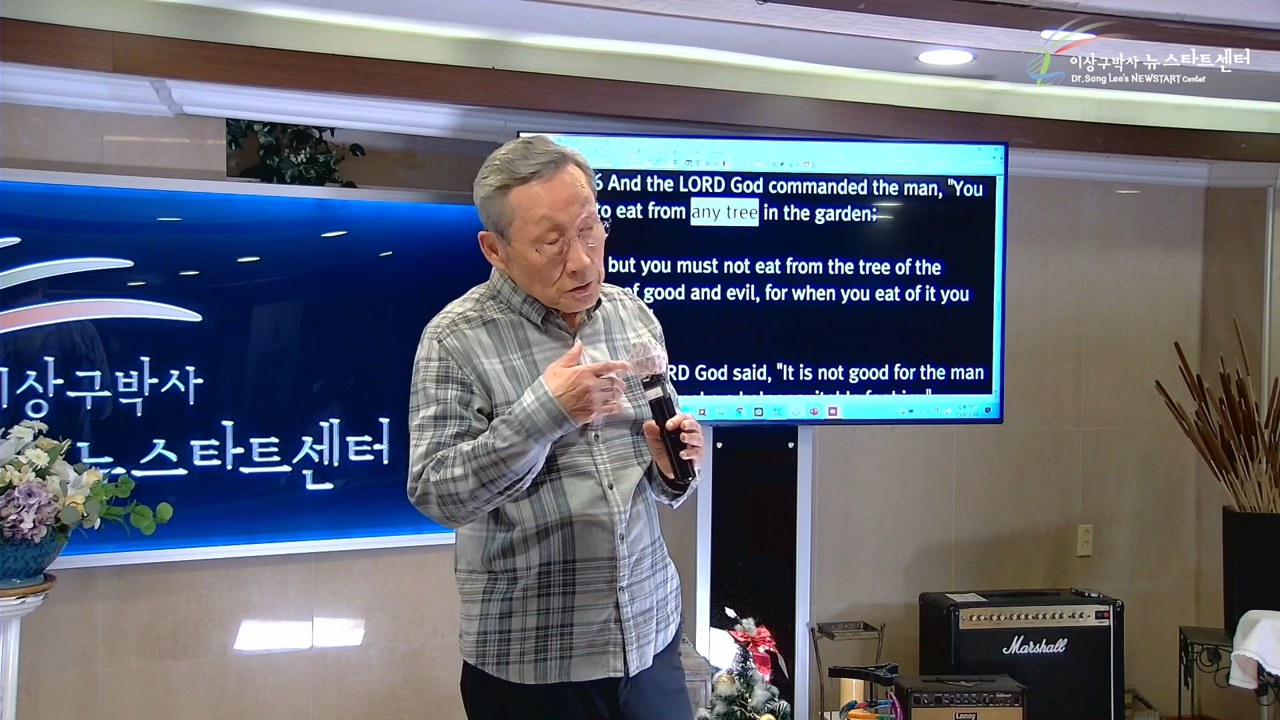 이상구박사 뉴스타트센터
Dr. Sang Lee's NEWSTART Center
6 And the LORD God commanded the man, "You
to eat from any tree in the garden;
but you must not eat from the tree of the
of good and evil, for when you eat of it you
God said, "It is not good for the man
이상구박사
뉴스타트센터
Marshall
Laney